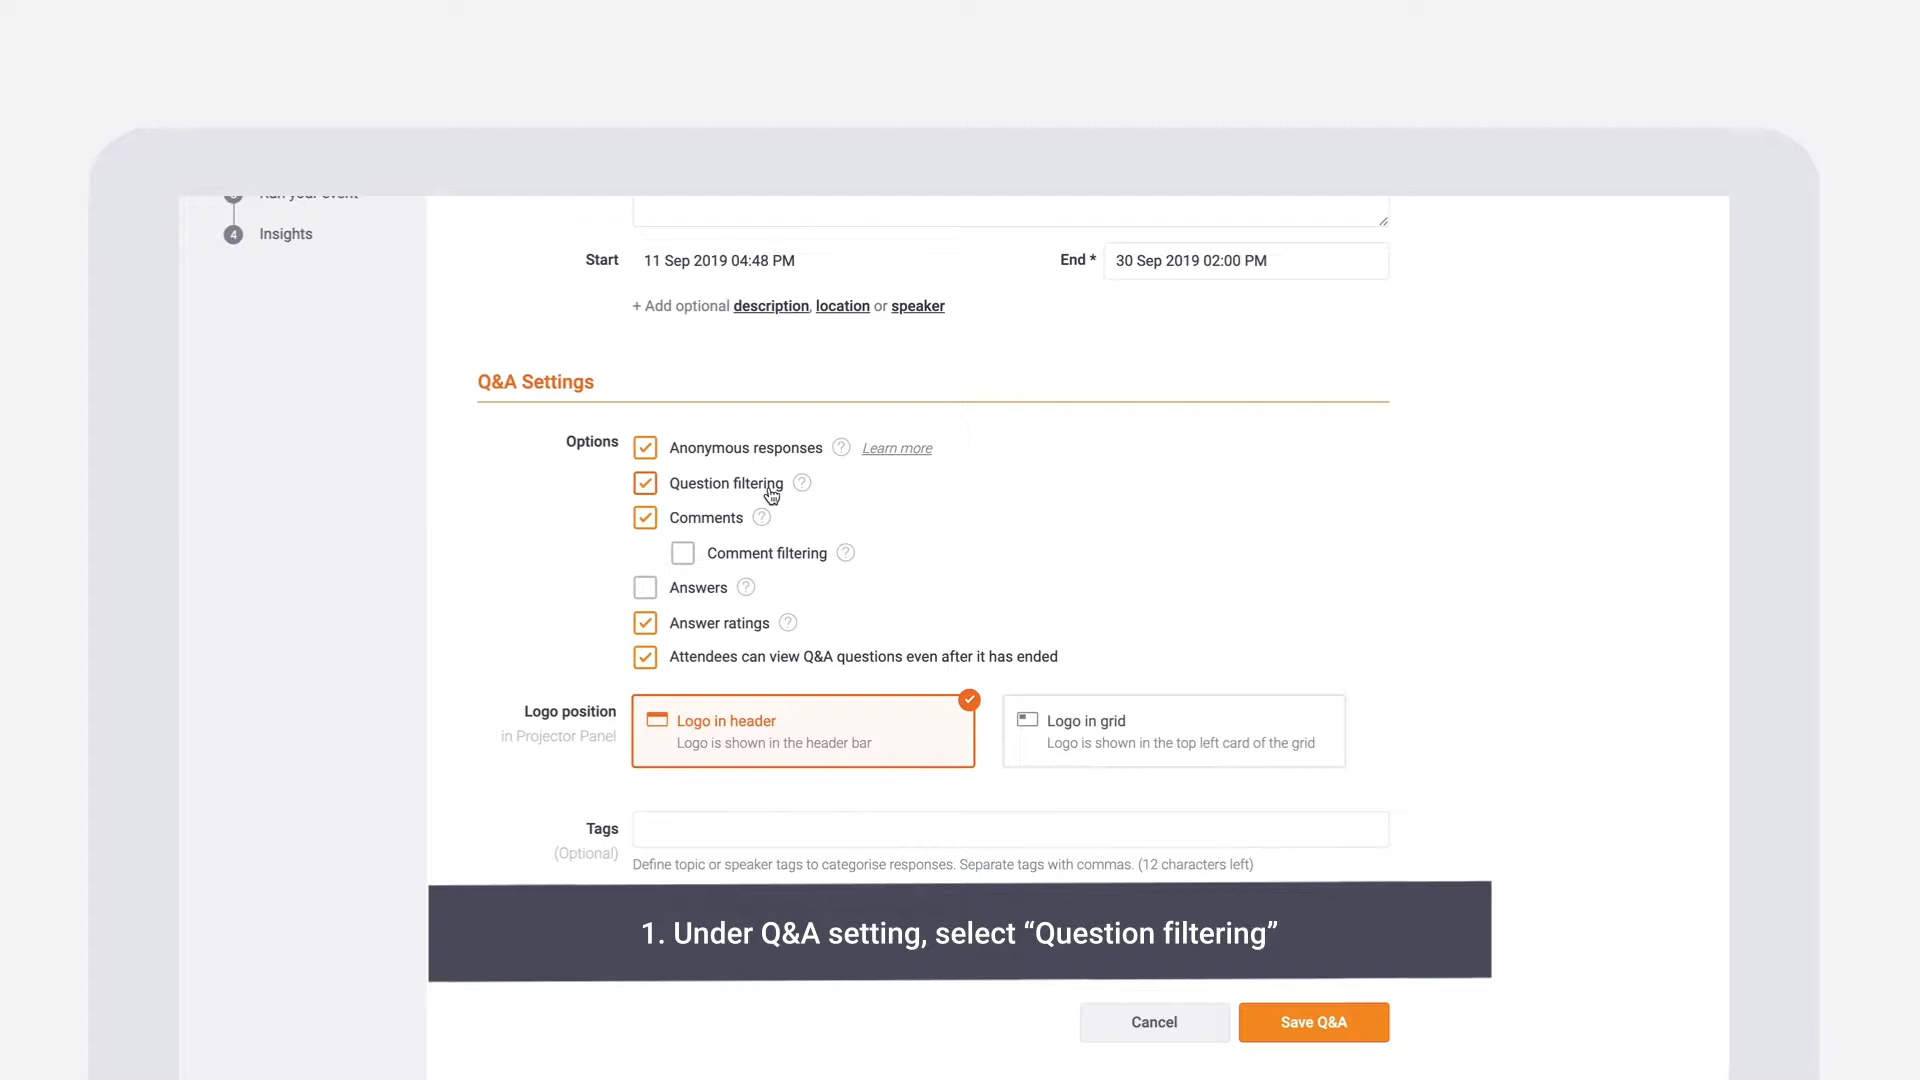 4 Insights
Start 11 Sep 2019 04:48 PM End * 30 Sep 2019 02:00 PM
+ Add optional description, location or speaker
Q&A Settings
Options
Anonymous responses ? Learn more
Question filtering ?
Comments ?
Comment filtering ?
Answers ?
Answer ratings ?
Attendees can view Q&A questions even after it has ended
Logo position
in Projector Panel
Logo in header
Logo is shown in the header bar
Logo in grid
Logo is shown in the top left card of the grid
Tags
(Optional)
Define topic or speaker tags to categorise responses. Separate tags with commas. (12 characters left)
1. Under Q&A setting, select “Question filtering”
Cancel
Save Q&A